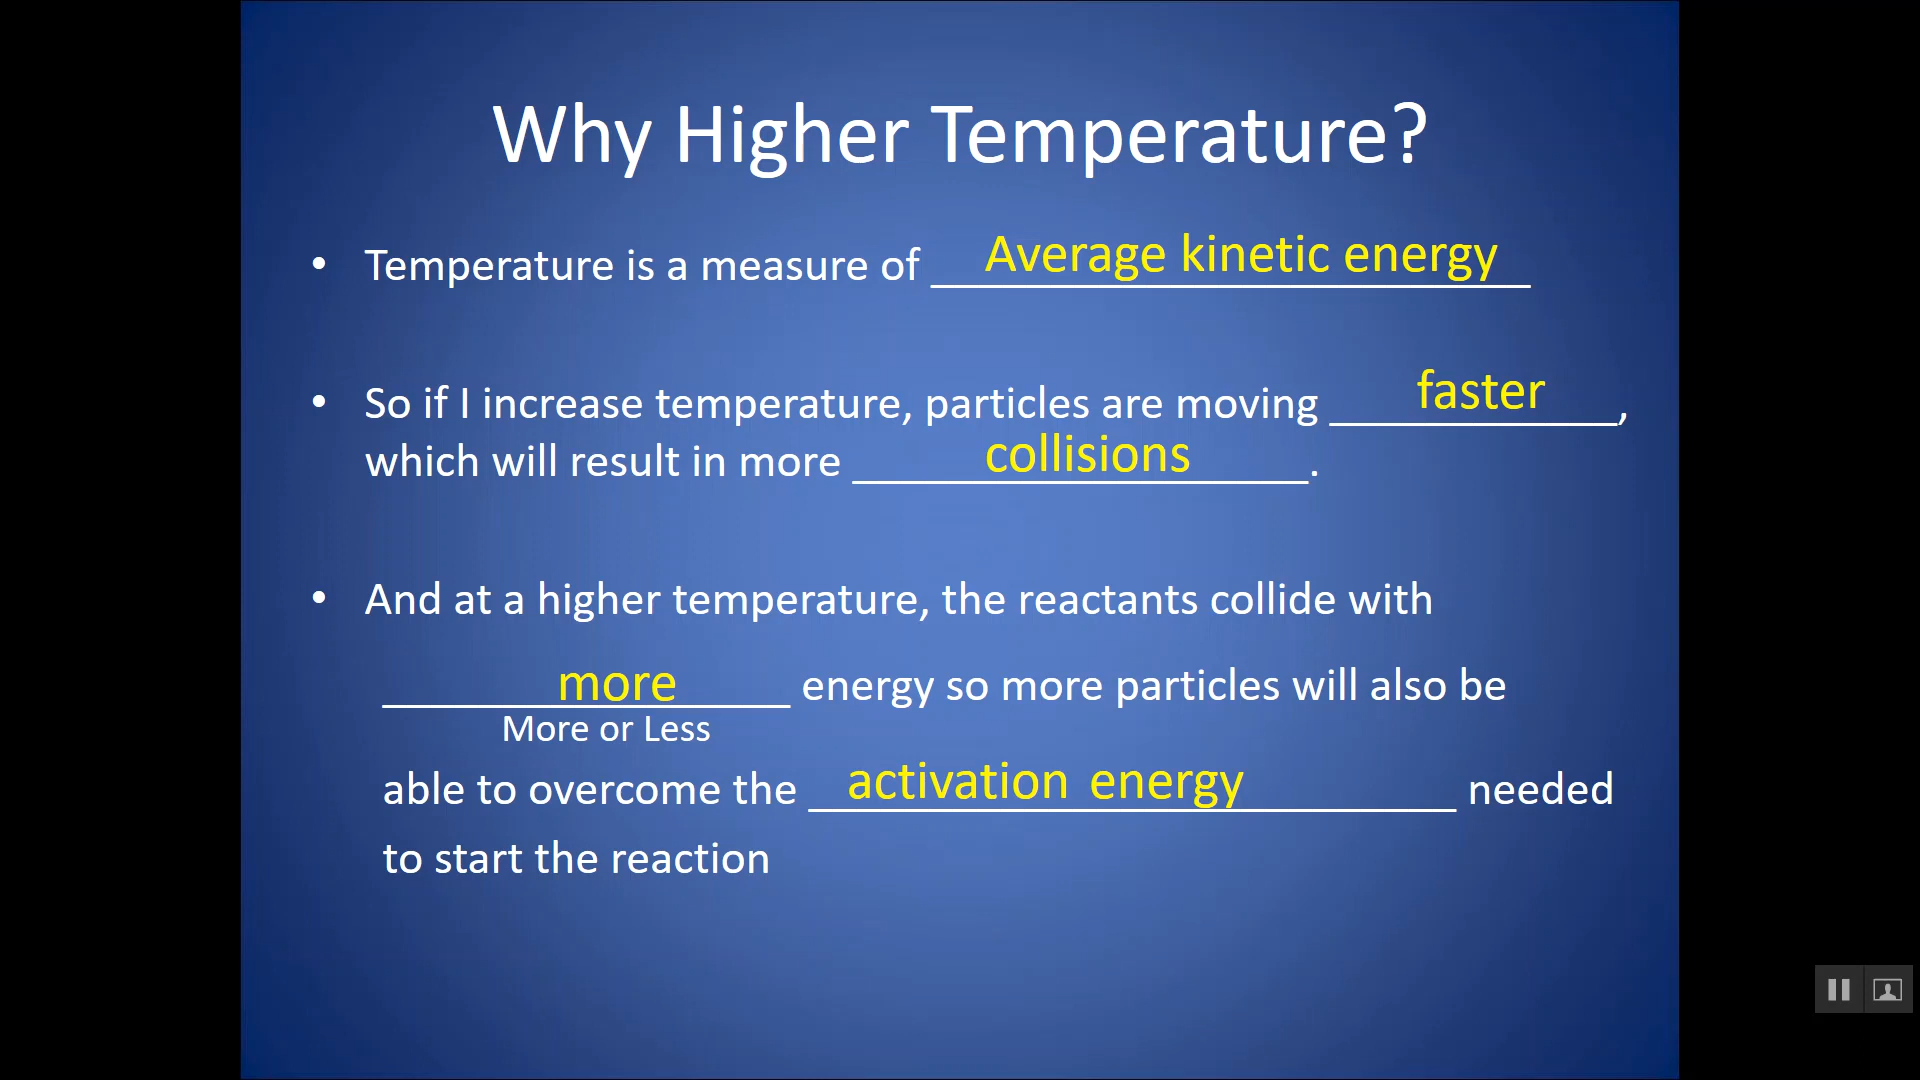 Why Higher Temperature?
• Temperature is a measure of Average kinetic energy
• So if I increase temperature, particles are moving faster,
which will result in more collisions.
• And at a higher temperature, the reactants collide with
more energy so more particles will also be
More or Less
able to overcome the activation energy needed
to start the reaction